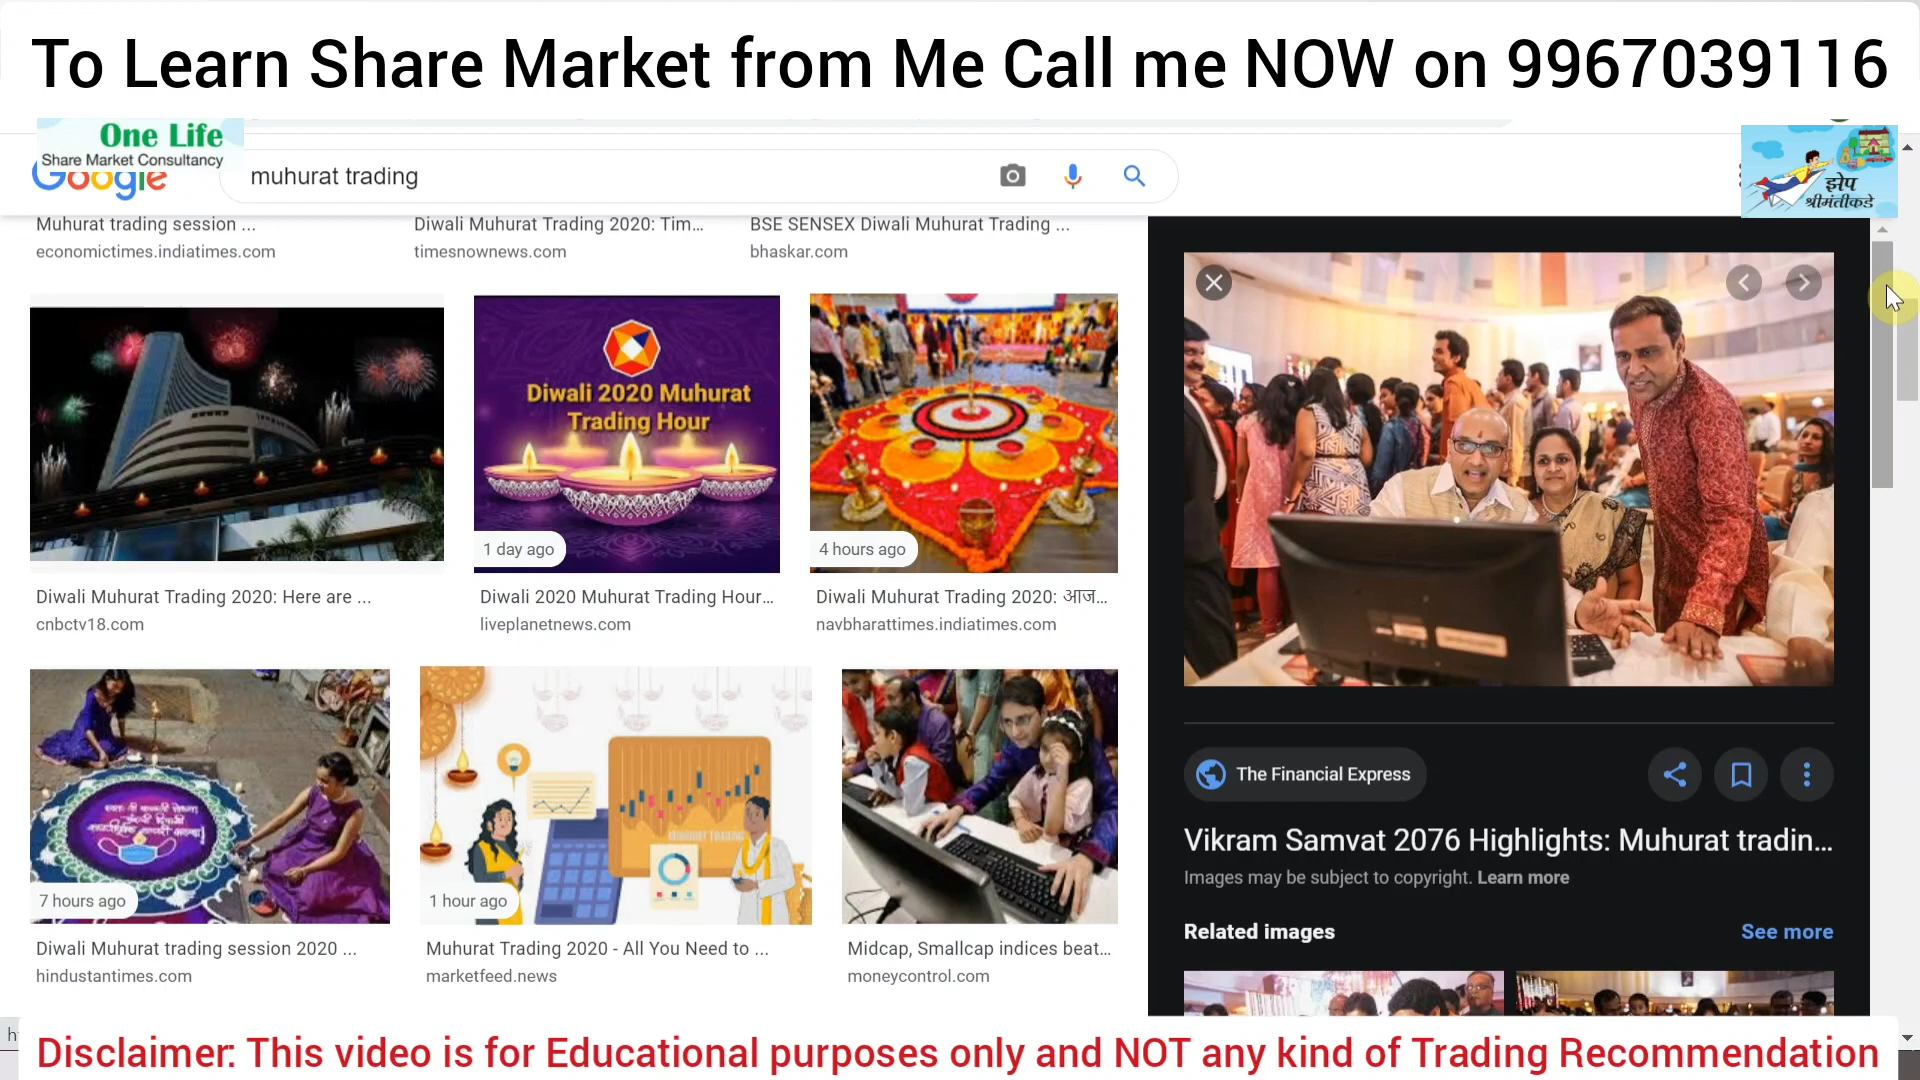 To Learn Share Market from Me Call me NOW on 9967039116
One Life
Share Market Consultancy
Google
muhurat trading
झेप
श्रीमंतीकडे
Muhurat trading session ...
Diwali Muhurat Trading 2020: Tim...
BSE SENSEX Diwali Muhurat Trading ...
economictimes.indiatimes.com
timesnownews.com
bhaskar.com
Diwali 2020 Muhurat
Trading Hour
1 day ago
4 hours ago
Diwali Muhurat Trading 2020: Here are ...
Diwali 2020 Muhurat Trading Hour...
Diwali Muhurat Trading 2020: आज...
cnbctv18.com
liveplanetnews.com
navbharattimes.indiatimes.com
MUHURAT TRADING
7 hours ago
1 hour ago
Diwali Muhurat trading session 2020 ...
Muhurat Trading 2020 - All You Need to ...
Midcap, Smallcap indices beat...
hindustantimes.com
marketfeed.news
moneycontrol.com
The Financial Express
Vikram Samvat 2076 Highlights: Muhurat tradin...
Images may be subject to copyright. Learn more
Related images
See more
Disclaimer: This video is for Educational purposes only and NOT any kind of Trading Recommendation